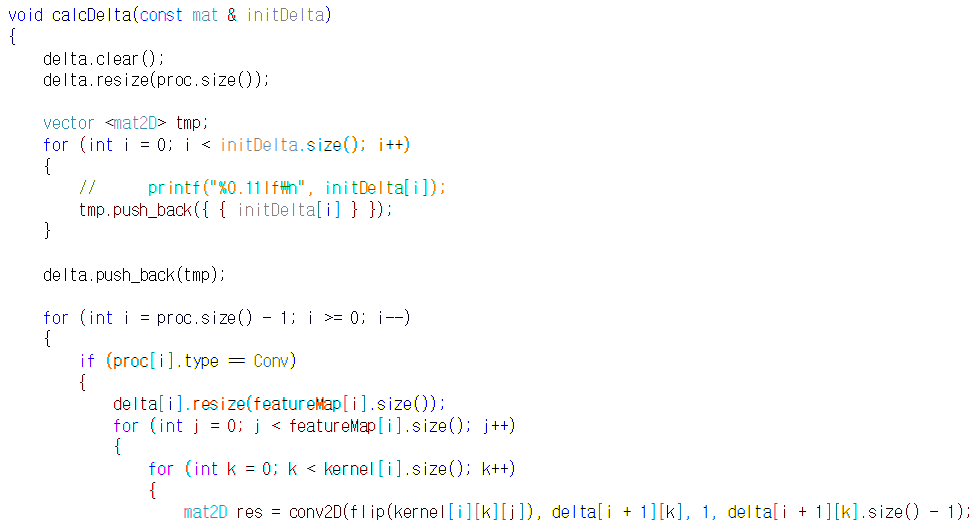 void calcDelta(const mat & initDelta)
{
    delta.clear();
    delta.resize(proc.size());
    vector <mat2D> tmp;
    for (int i = 0; i < initDelta.size(); i++)
    {
        //      printf("%0.11lf₩n", initDelta[i]);
        tmp.push_back({ { initDelta[i] } });
    }
    delta.push_back(tmp);
    for (int i = proc.size() - 1; i >= 0; i--)
    {
        if (proc[i].type == Conv)
        {
            delta[i].resize(featureMap[i].size());
            for (int j = 0; j < featureMap[i].size(); j++)
            {
                for (int k = 0; k < kernel[i].size(); k++)
                {
                    mat2D res = conv2D(flip(kernel[i][k][j]), delta[i + 1][k], 1, delta[i + 1][k].size() - 1);